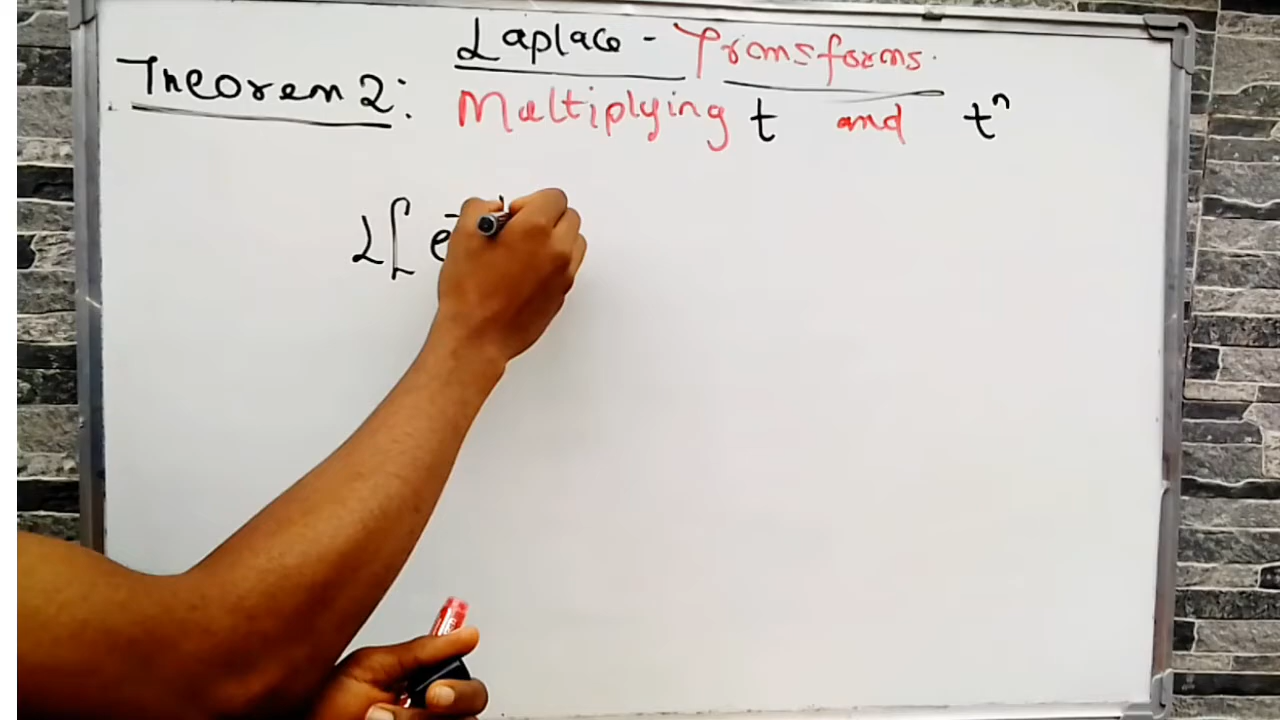 Laplace - Transforms.
Theorem 2: Multiplying t and tⁿ
L[ e⁻